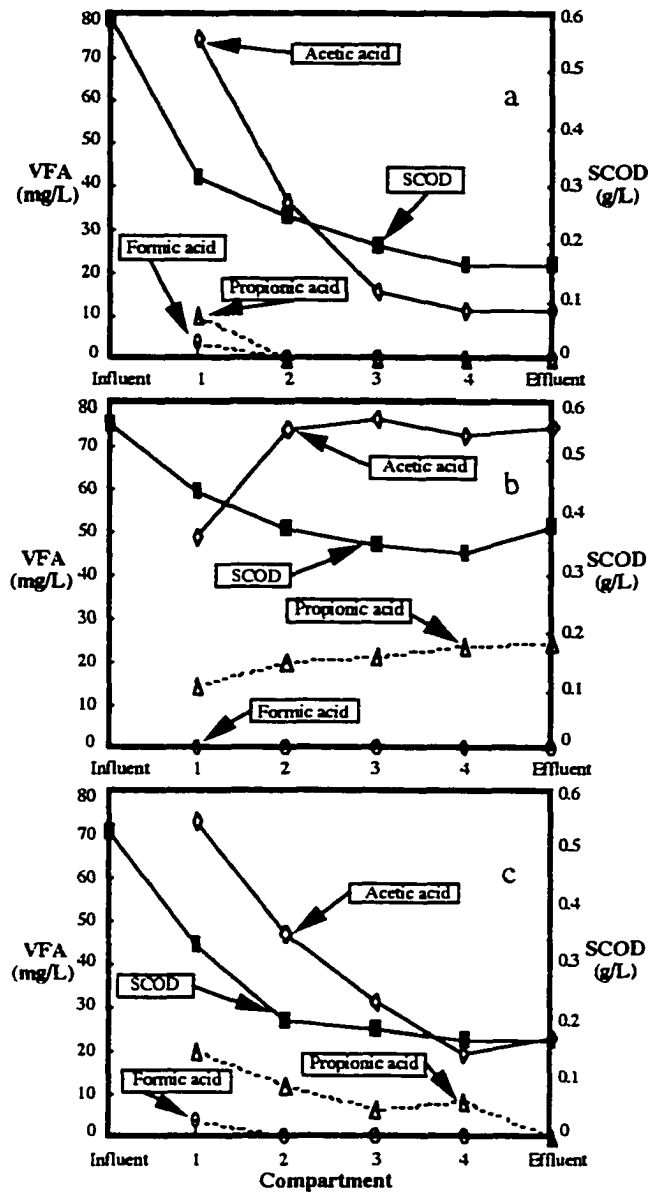 80
70
60
50
40
30
20
10
0
VFA
(mg/L)
0.6
0.5
0.4
0.3
0.2
0.1
0
SCOD
(g/L)
Acetic acid
a
SCOD
Formic acid
Propionic acid
Influent 1 2 3 4 Effluent
80
70
60
50
40
30
20
10
0
VFA
(mg/L)
0.6
0.5
0.4
0.3
0.2
0.1
0
SCOD
(g/L)
Acetic acid
b
SCOD
Propionic acid
Formic acid
Influent 1 2 3 4 Effluent
80
70
60
50
40
30
20
10
0
VFA
(mg/L)
0.6
0.5
0.4
0.3
0.2
0.1
0
SCOD
(g/L)
c
Acetic acid
SCOD
Propionic acid
Formic acid
Influent 1 2 3 4 Effluent
Compartment